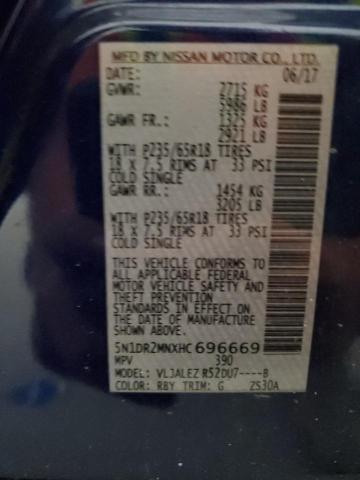 MFD BY NISSAN MOTOR CO., LTD.
DATE: 06/17
GVWR: 2715 KG
5986 LB
GAWR FR.: 1325 KG
2921 LB
WITH P235/65R18 TIRES
18 X 7.5 RIMS AT 33 PSI
COLD SINGLE
GAWR RR.: 1454 KG
3205 LB
WITH P235/65R18 TIRES
18 X 7.5 RIMS AT 33 PSI
COLD SINGLE
THIS VEHICLE CONFORMS TO
ALL APPLICABLE FEDERAL
MOTOR VEHICLE SAFETY AND
THEFT PREVENTION
STANDARDS IN EFFECT ON
THE DATE OF MANUFACTURE
SHOWN ABOVE.
5N1DR2MNXHC696669
MPV 390
MODEL: VL3ALEZ R52DU7----B
COLOR: RBY TRIM: G ZS30A